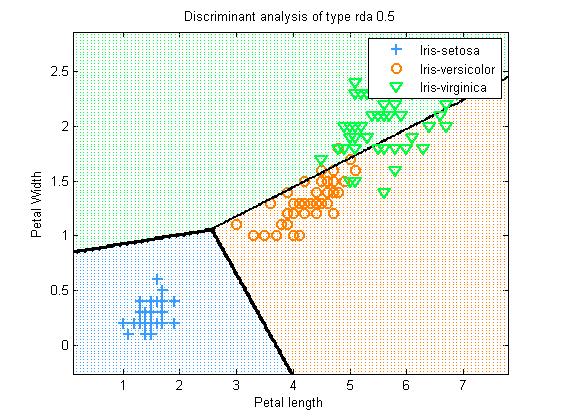 Discriminant analysis of type rda 0.5
Iris-setosa
Iris-versicolor
Iris-virginica
Petal Width
2.5
2
1.5
1
0.5
0
1 2 3 4 5 6 7
Petal length